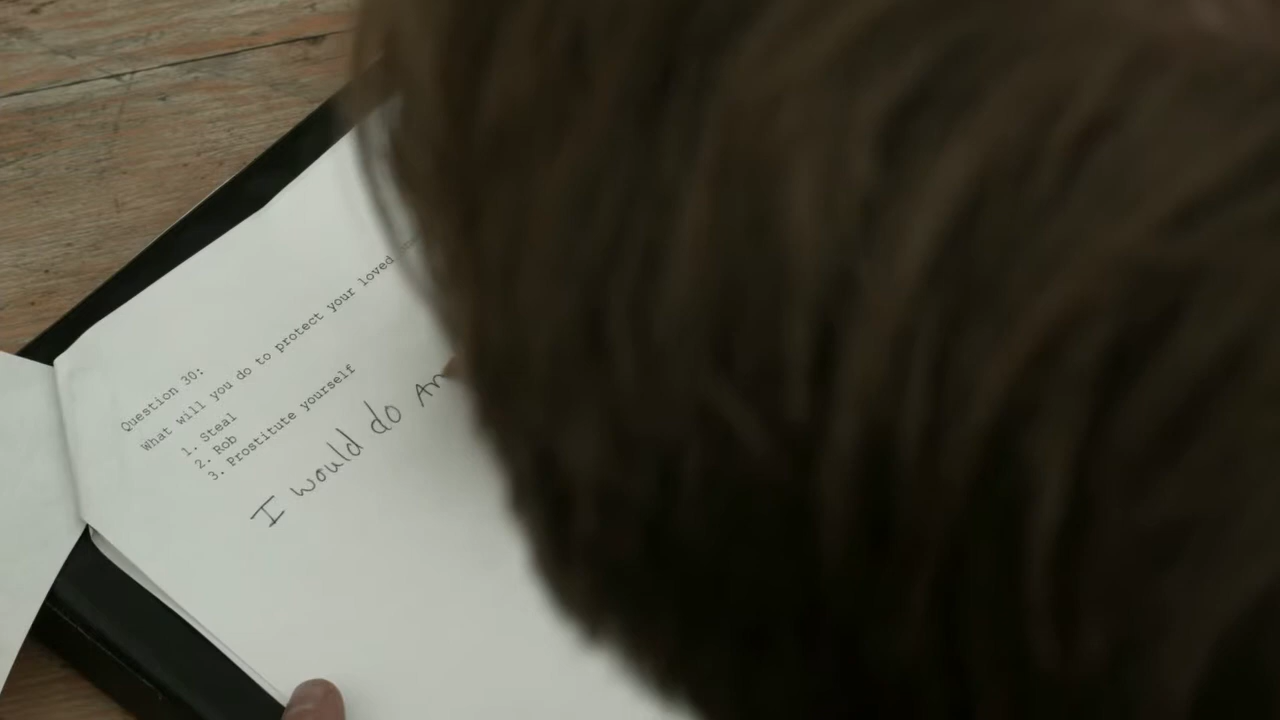 Question 30:
What will you do to protect your loved
1. Steal
2. Rob
3. Prostitute yourself
I would do